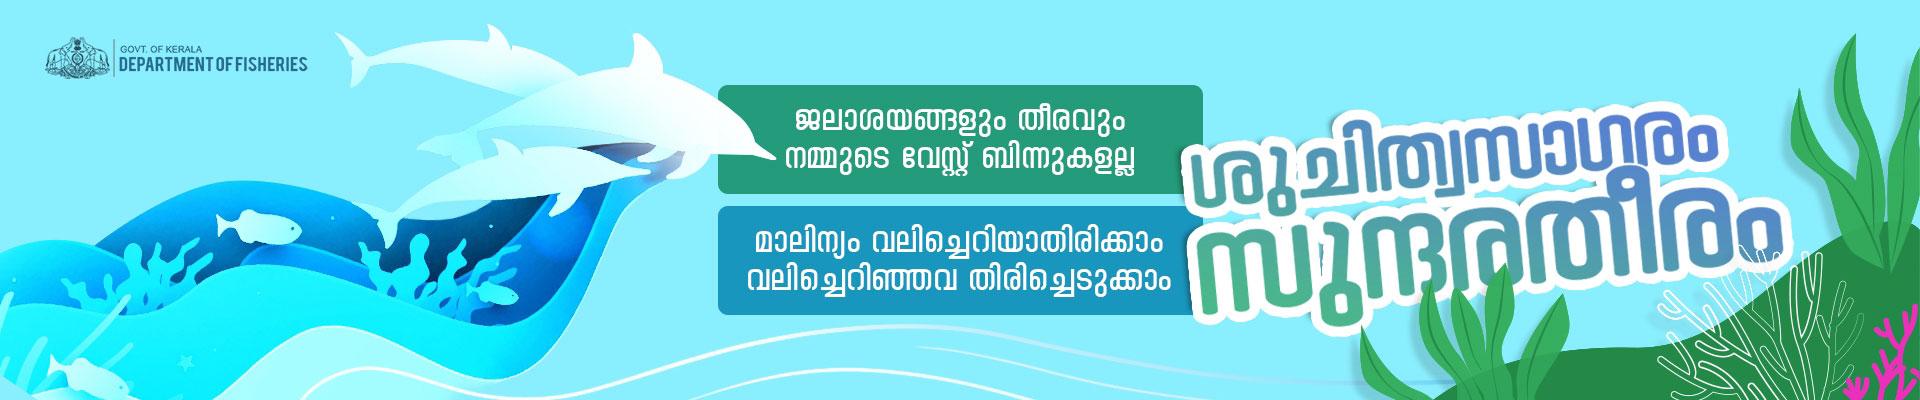 GOVT. OF KERALA
DEPARTMENT OF FISHERIES
ജലാശയങ്ങളും തീരവും
നമ്മുടെ വേസ്റ്റ് ബിന്നുകളല്ല
മാലിന്യം വലിച്ചെറിയാതിരിക്കാം
വലിച്ചെറിഞ്ഞവ തിരിച്ചെടുക്കാം
ശുചിത്വസാഗരം
സുന്ദരതീരം